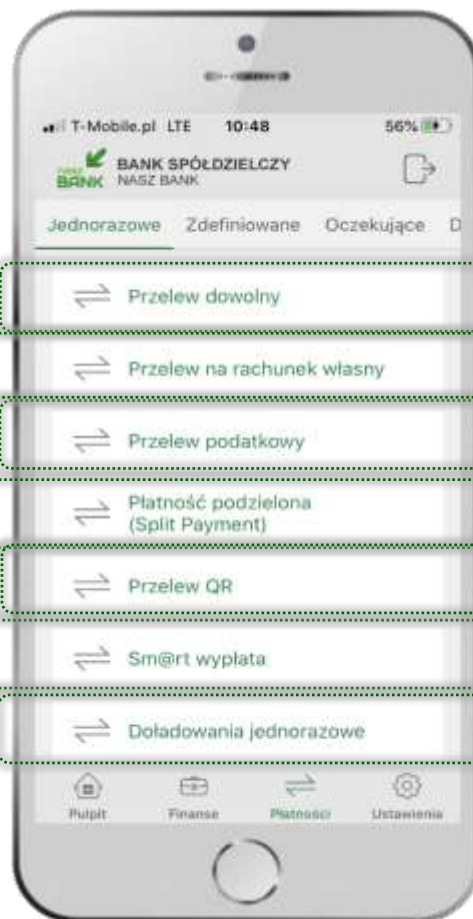 T-Mobile.pl LTE 10:48 56%
nasz BANK BANK SPÓŁDZIELCZY
NASZ BANK
Jednorazowe Zdefiniowane Oczekujące D
Przelew dowolny
Przelew na rachunek własny
Przelew podatkowy
Płatność podzielona
(Split Payment)
Przelew QR
Sm@rt wypłata
Doładowania jednorazowe
Pulpit Finanse Płatności Ustawienia